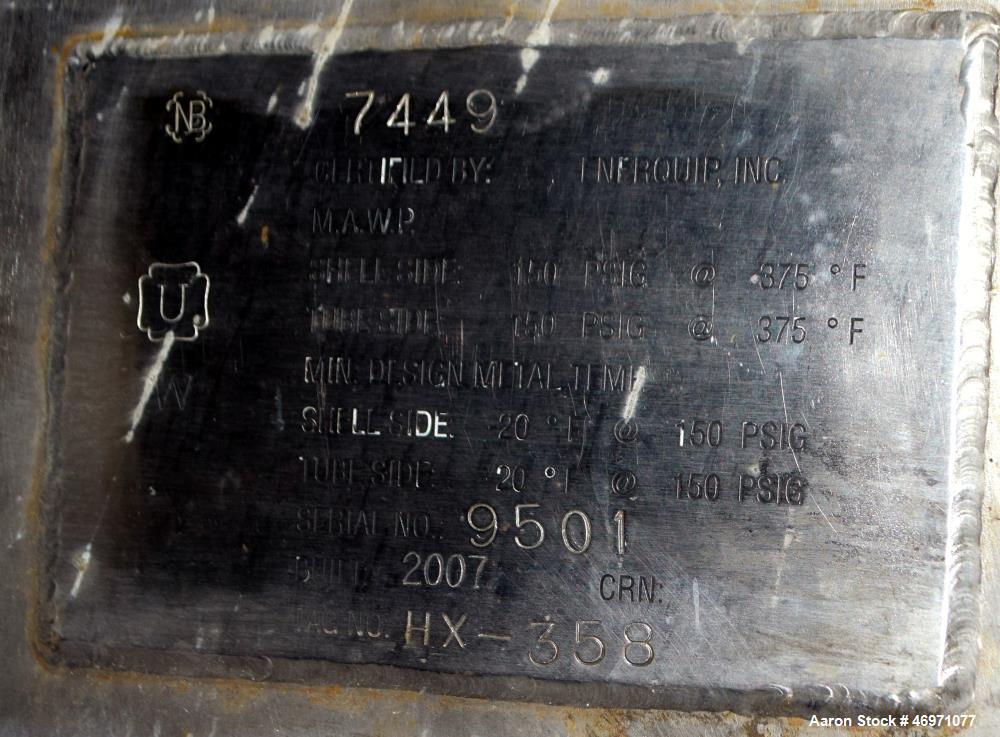 NB 7449
CERTIFIED BY: ENERQUIP, INC.
M.A.W.P.
SHELL SIDE: 150 PSIG @ 375 °F
U
TUBE SIDE: 150 PSIG @ 375 °F
MIN. DESIGN METAL TEMP
W
SHELL SIDE: -20 °F @ 150 PSIG
TUBE SIDE: -20 °F @ 150 PSIG
SERIAL NO.: 9501
BUILT: 2007 CRN:
TAG NO. HX-358
Aaron Stock # 46971077